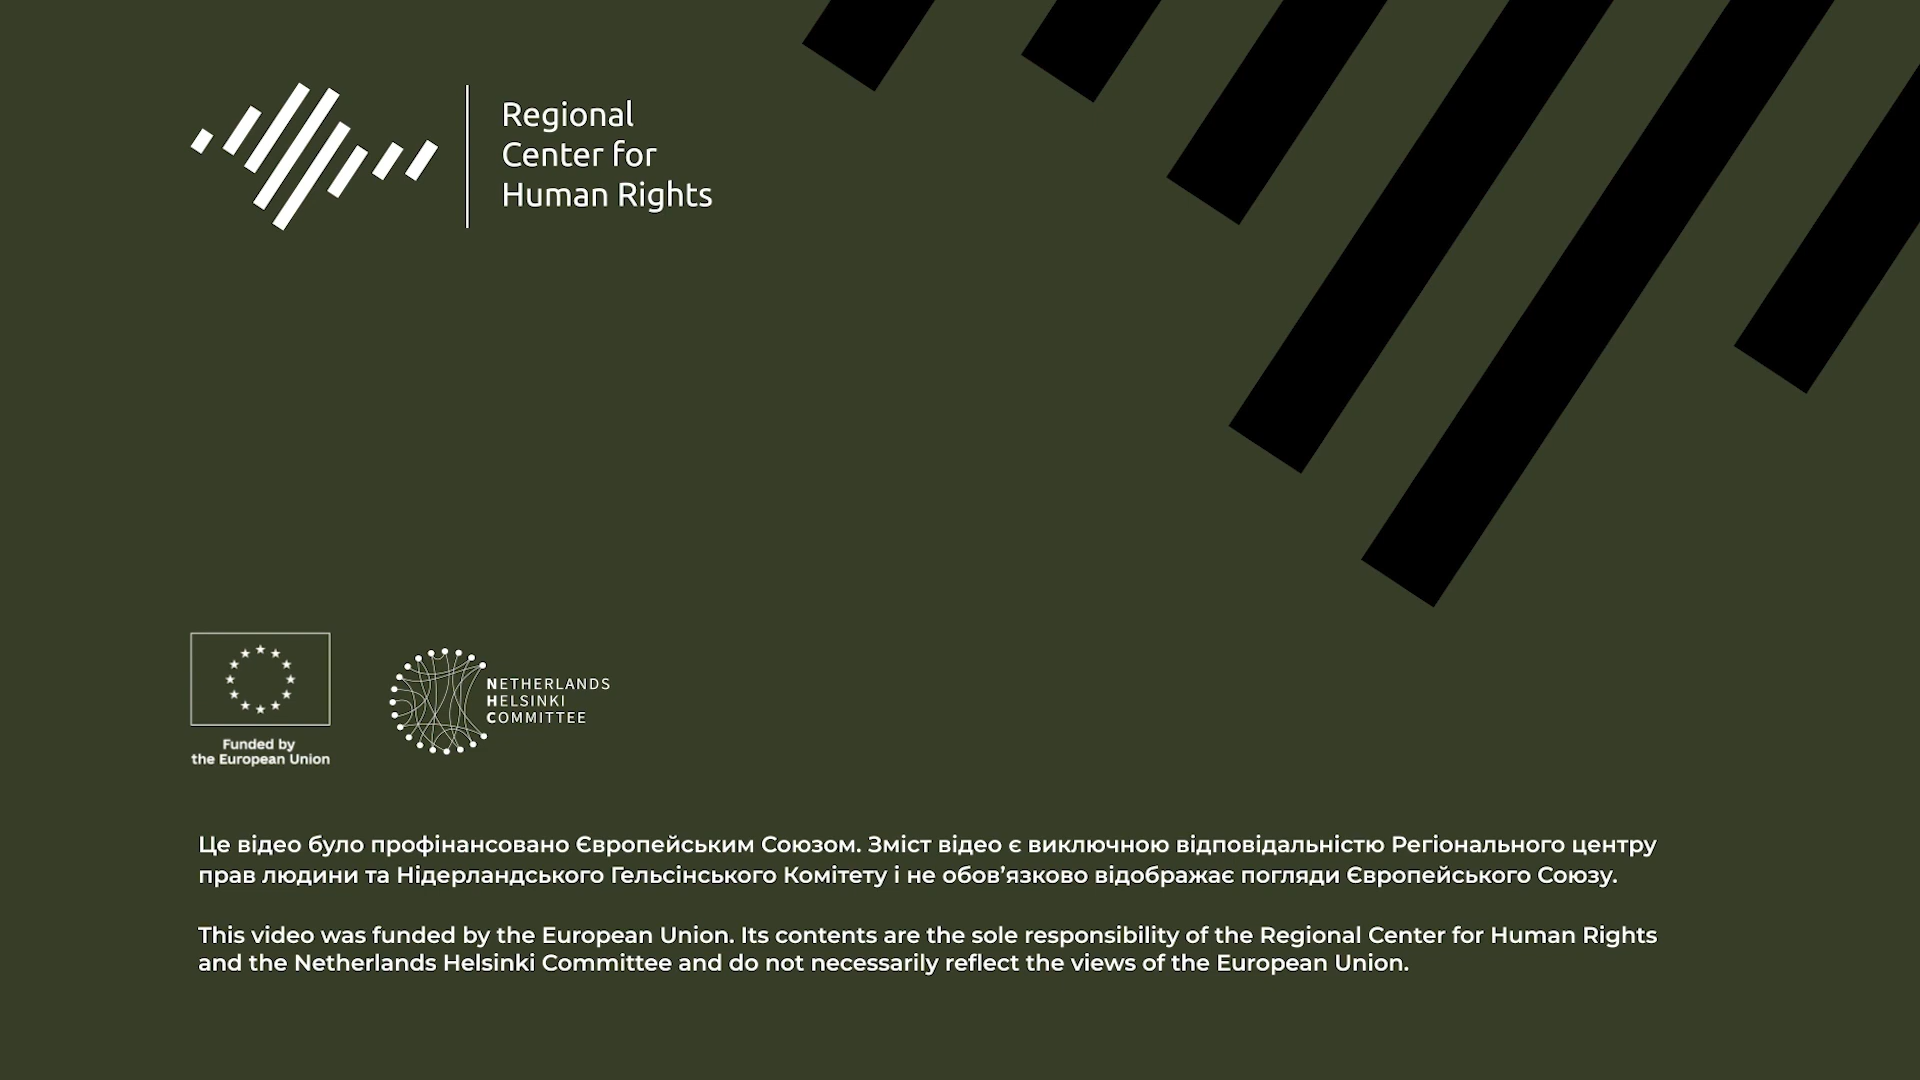 Regional
Center for
Human Rights
Funded by
the European Union
NETHERLANDS
HELSINKI
COMMITTEE
Це відео було профінансовано Європейським Союзом. Зміст відео є виключною відповідальністю Регіонального центру
прав людини та Нідерландського Гельсінського Комітету і не обов’язково відображає погляди Європейського Союзу.
This video was funded by the European Union. Its contents are the sole responsibility of the Regional Center for Human Rights
and the Netherlands Helsinki Committee and do not necessarily reflect the views of the European Union.